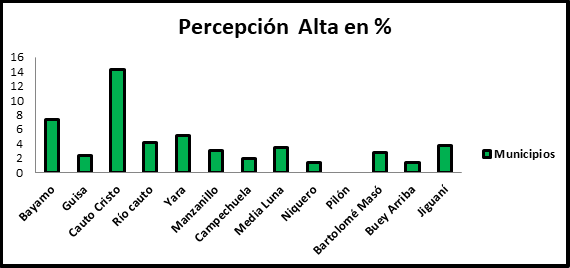 Percepción Alta en %
16
14
12
10
8
6
4
2
0
Bayamo
Guisa
Cauto Cristo
Río cauto
Yara
Manzanillo
Campechuela
Media Luna
Niquero
Pilón
Bartolomé Masó
Buey Arriba
Jiguaní
Municipios